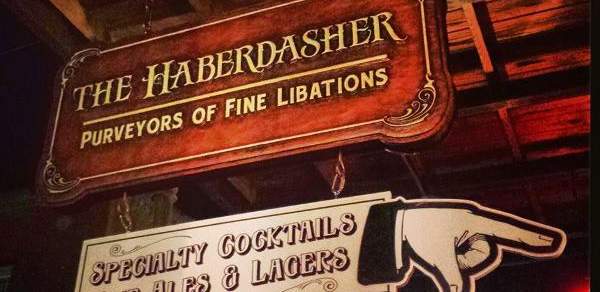 THE HABERDASHER
PURVEYORS OF FINE LIBATIONS
SPECIALTY COCKTAILS
ALES & LAGERS